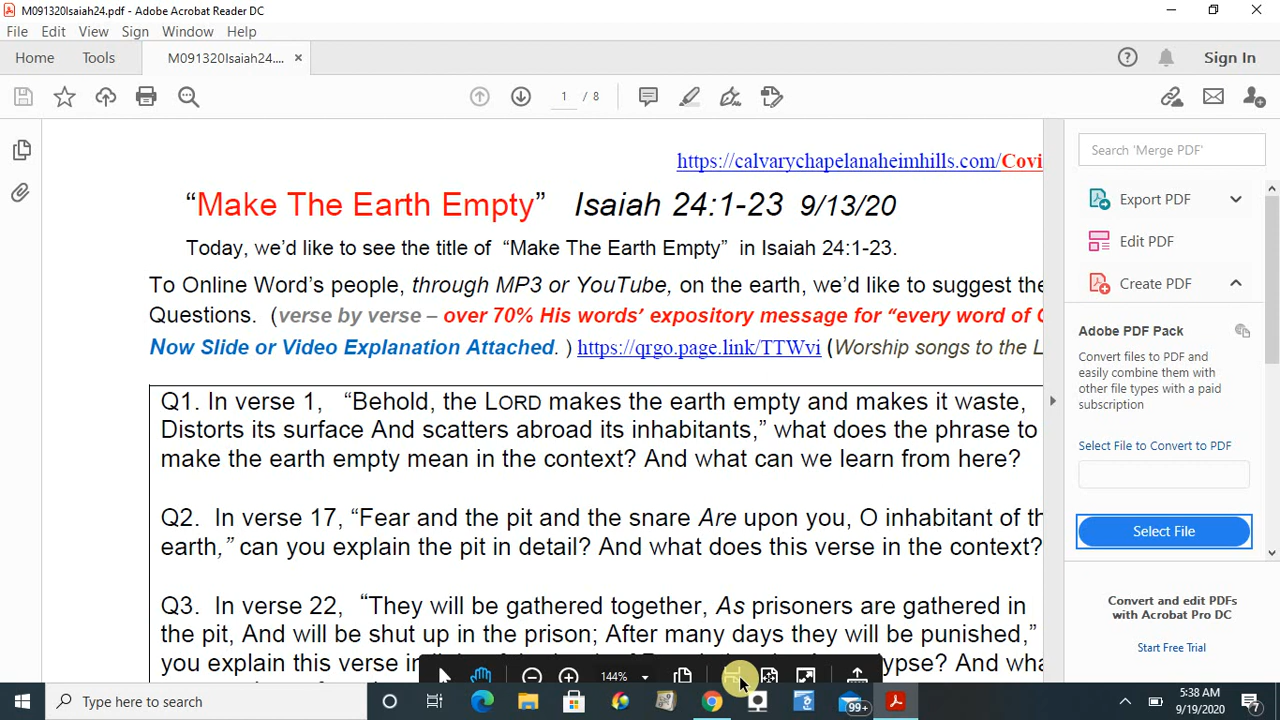 M091320Isaiah24.pdf - Adobe Acrobat Reader DC
File Edit View Sign Window Help
Home Tools M091320Isaiah24.... × Sign In
1 / 8
Search 'Merge PDF'
https://calvarychapelanaheimhills.com/Covi
“Make The Earth Empty” Isaiah 24:1-23 9/13/20
Today, we’d like to see the title of “Make The Earth Empty” in Isaiah 24:1-23.
To Online Word’s people, through MP3 or YouTube, on the earth, we’d like to suggest the
Questions. (verse by verse – over 70% His words’ expository message for “every word of
Now Slide or Video Explanation Attached. ) https://qrgo.page.link/TTWvi (Worship songs to the L
Q1. In verse 1, “Behold, the LORD makes the earth empty and makes it waste,
Distorts its surface And scatters abroad its inhabitants,” what does the phrase to
make the earth empty mean in the context? And what can we learn from here?
Q2. In verse 17, “Fear and the pit and the snare Are upon you, O inhabitant of th
earth,” can you explain the pit in detail? And what does this verse in the context?
Q3. In verse 22, “They will be gathered together, As prisoners are gathered in
the pit, And will be shut up in the prison; After many days they will be punished,”
you explain this verse in
Export PDF
Edit PDF
Create PDF
Adobe PDF Pack
Convert files to PDF and
easily combine them with
other file types with a paid
subscription
Select File to Convert to PDF
Select File
Convert and edit PDFs
with Acrobat Pro DC
Start Free Trial
144%
Type here to search
99+
5:38 AM
9/19/2020
7